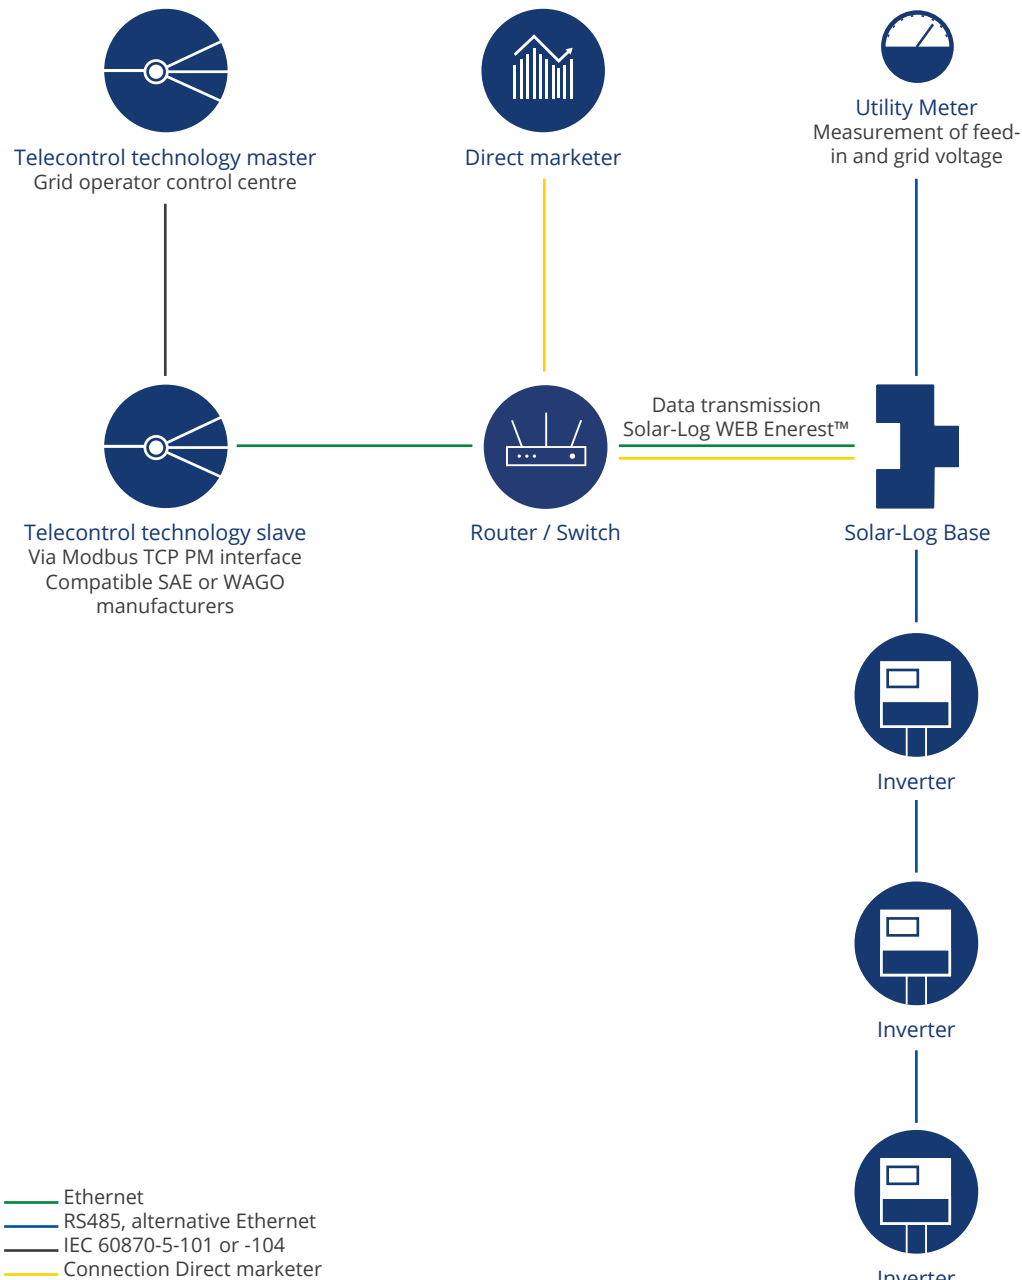 Telecontrol technology master
Grid operator control centre
Direct marketer
Utility Meter
Measurement of feed-
in and grid voltage
Data transmission
Solar-Log WEB Enerest™
Telecontrol technology slave
Via Modbus TCP PM interface
Compatible SAE or WAGO
manufacturers
Router / Switch
Solar-Log Base
Inverter
Inverter
Inverter
Ethernet
RS485, alternative Ethernet
IEC 60870-5-101 or -104
Connection Direct marketer